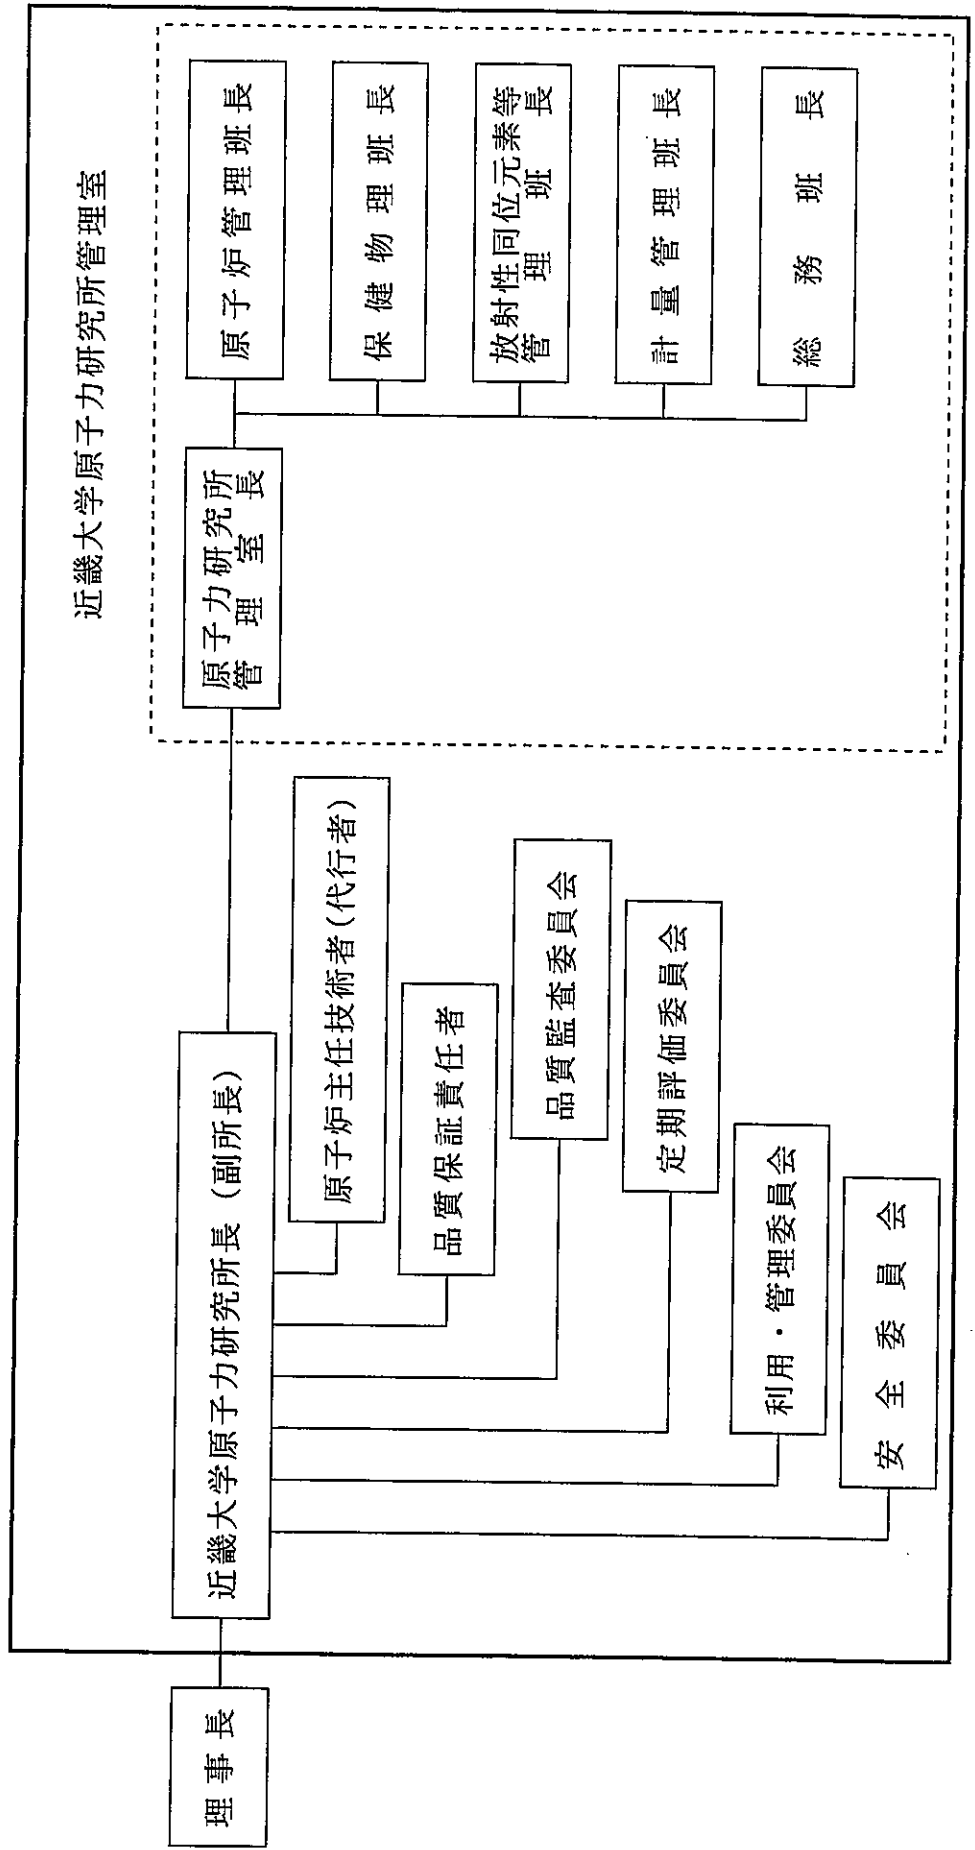 近畿大学原子力研究所管理室
理事長
近畿大学原子力研究所長（副所長）
原子炉主任技術者(代行者)
品質保証責任者
品質監査委員会
定期評価委員会
利用・管理委員会
安全委員会
原子力研究所
管理室長
原子炉管理班長
保健物理班長
放射性同位元素等
管理班長
計量管理班長
総務班長